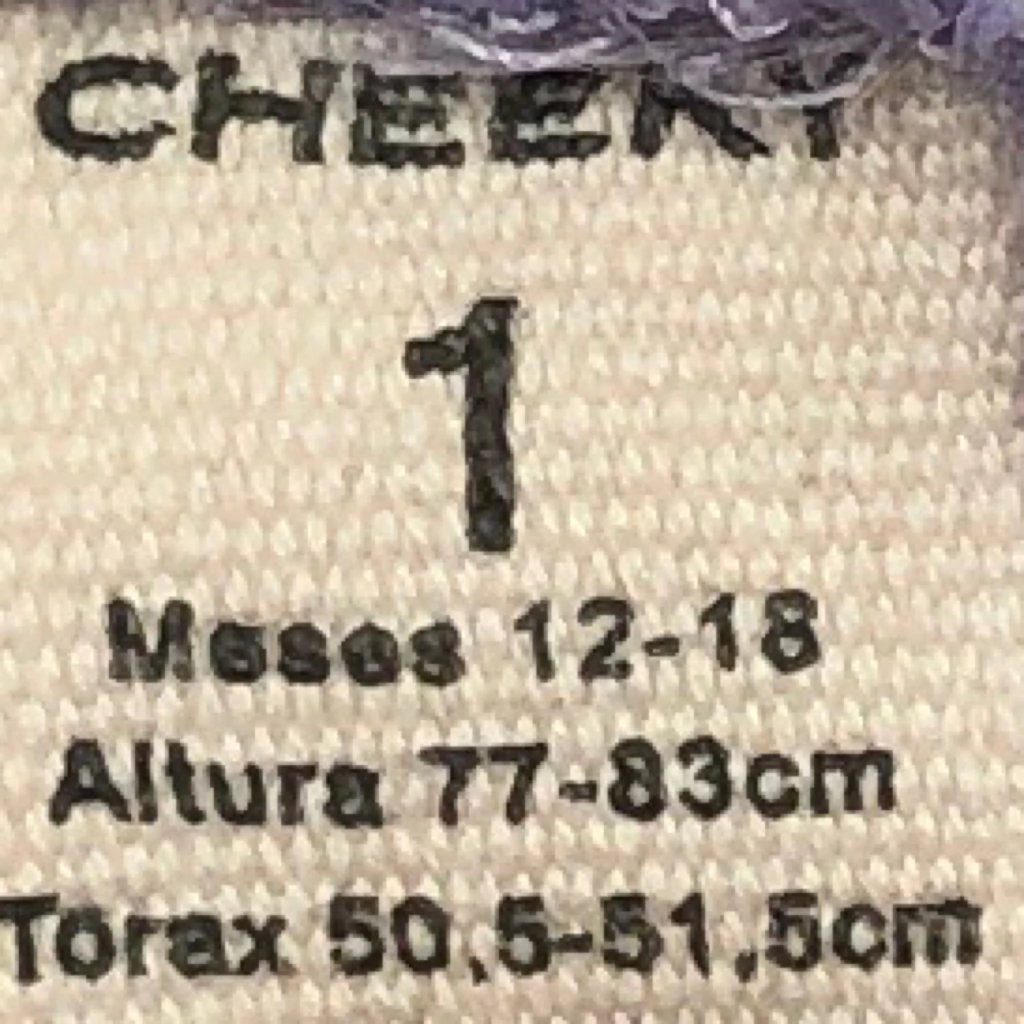 CHEEKY
1
Meses 12-18
Altura 77-83cm
Torax 50,5-51,5cm